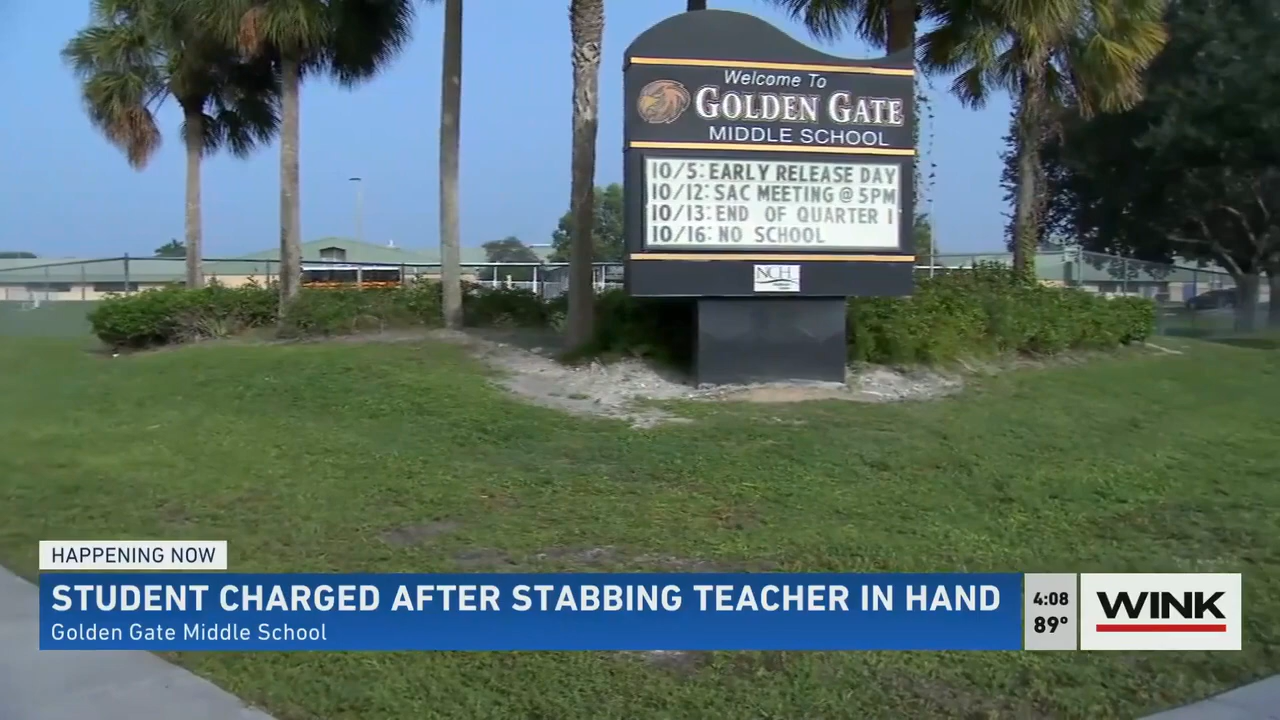 Welcome To
GOLDEN GATE
MIDDLE SCHOOL
10/5: EARLY RELEASE DAY
10/12: SAC MEETING @ 5PM
10/13: END OF QUARTER 1
10/16: NO SCHOOL
NCH
HAPPENING NOW
STUDENT CHARGED AFTER STABBING TEACHER IN HAND
Golden Gate Middle School
4:08
89°
WINK